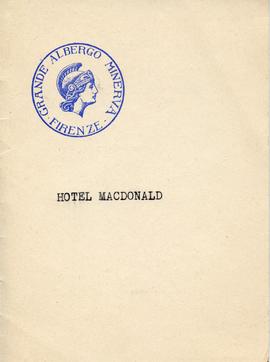 GRANDE ALBERGO MINERVA
- FIRENZE -
HOTEL MACDONALD